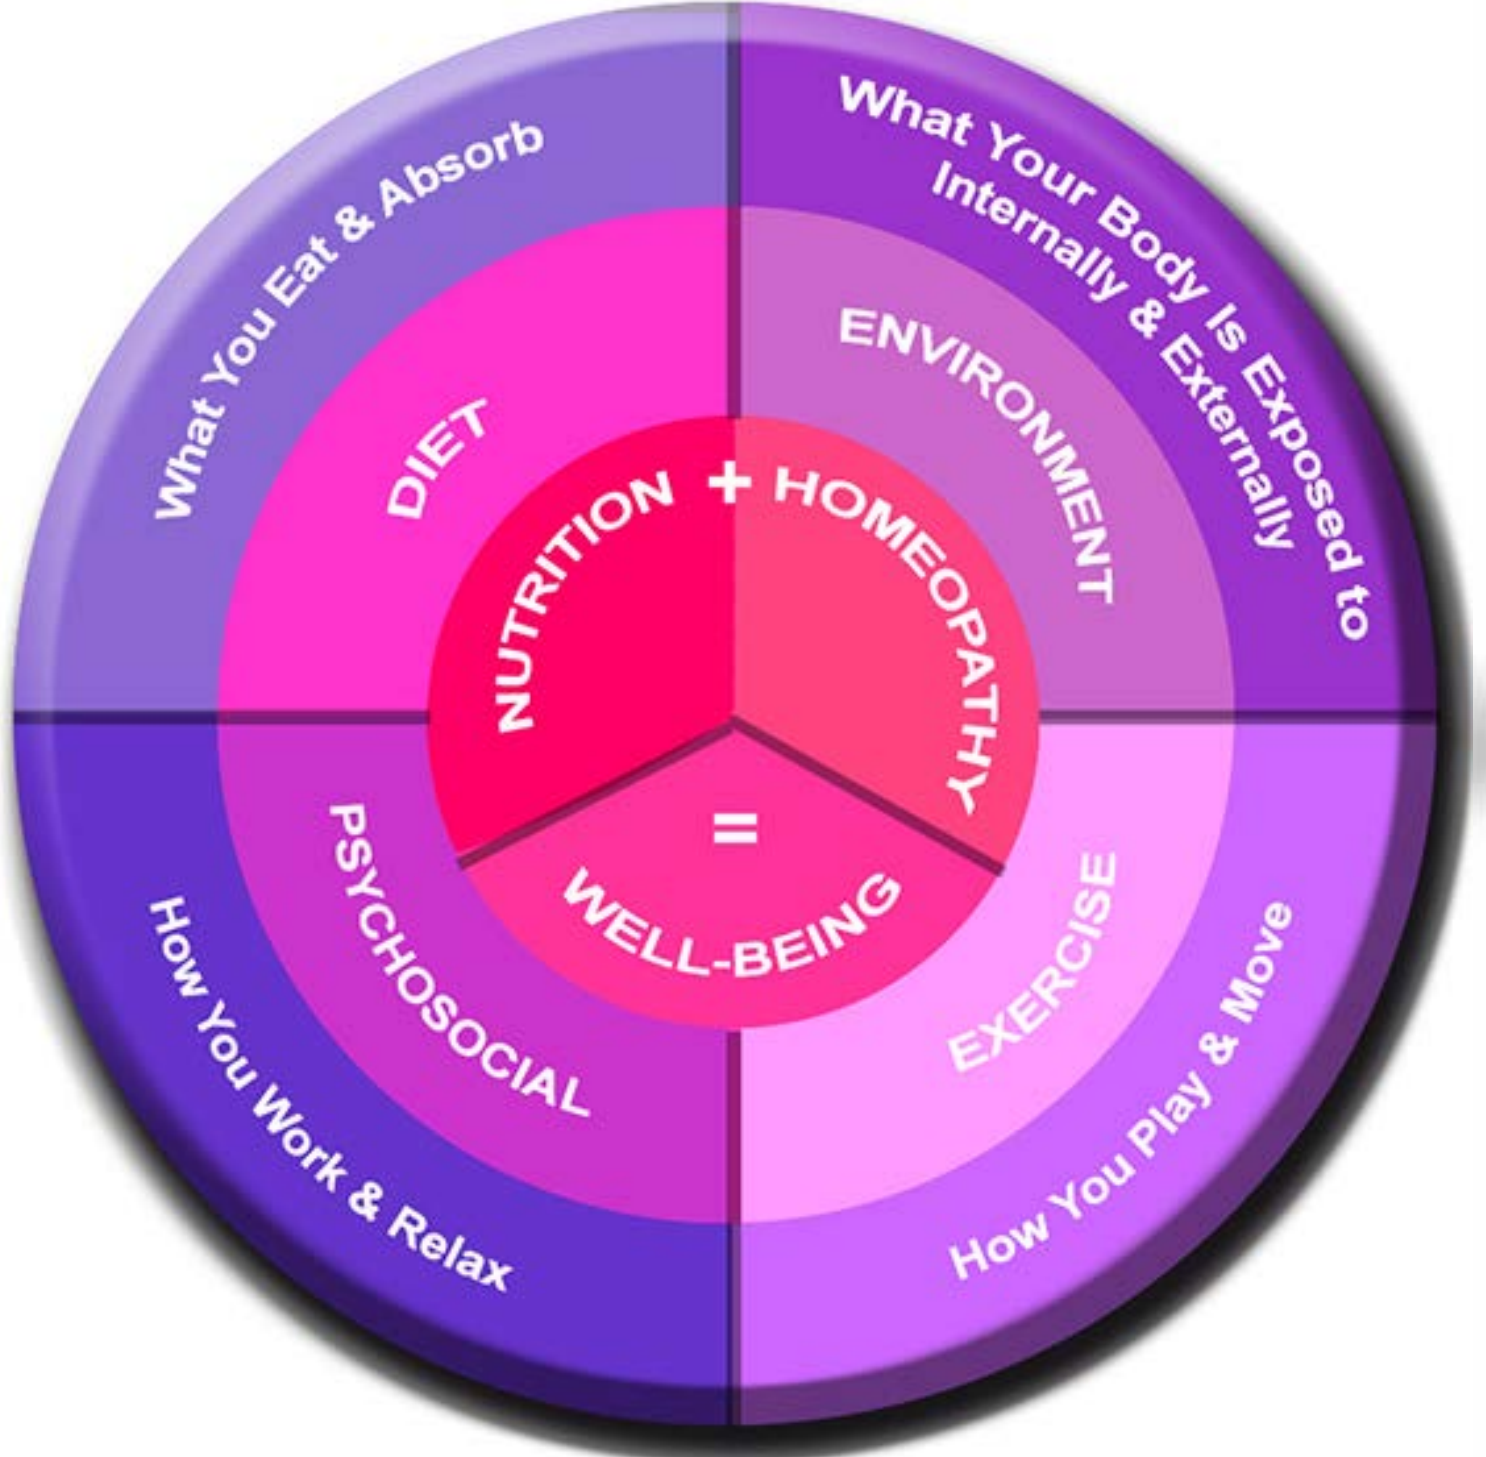 What You Eat & Absorb
What Your Body Is Exposed to
Internally & Externally
DIET
ENVIRONMENT
NUTRITION + HOMEOPATHY
=
WELL-BEING
PSYCHOSOCIAL
EXERCISE
How You Work & Relax
How You Play & Move